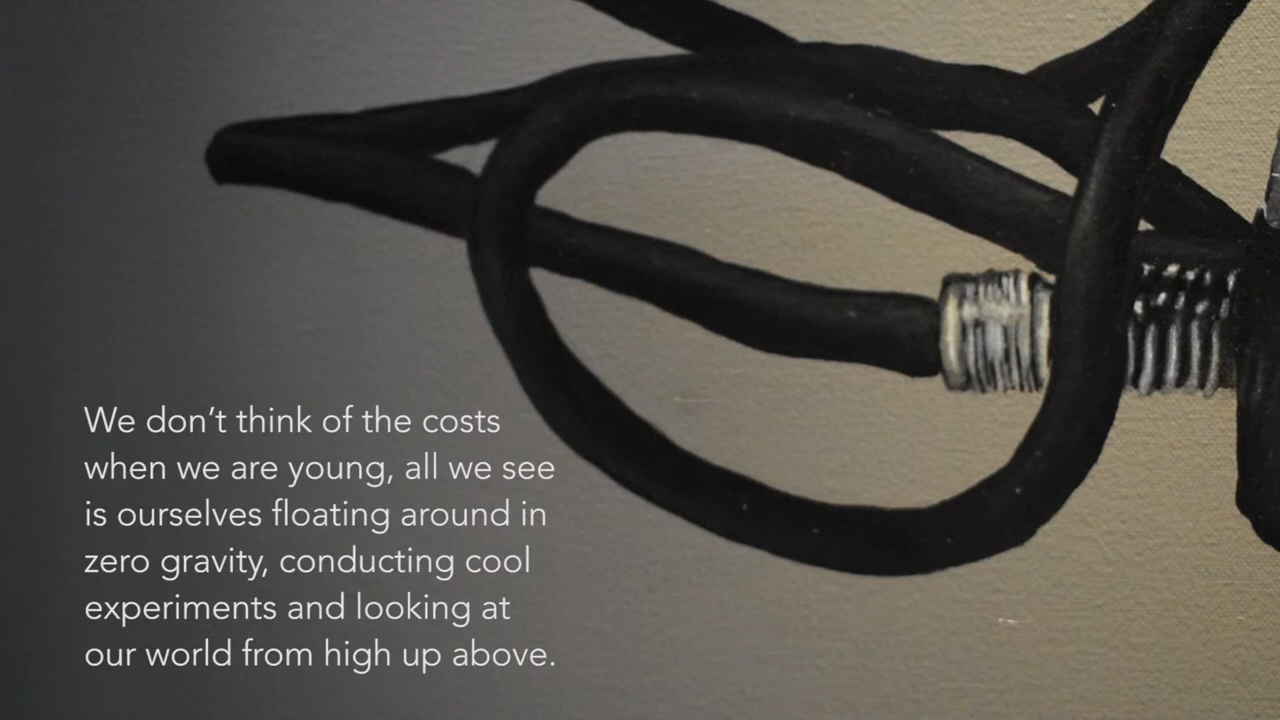 We don’t think of the costs
when we are young, all we see
is ourselves floating around in
zero gravity, conducting cool
experiments and looking at
our world from high up above.